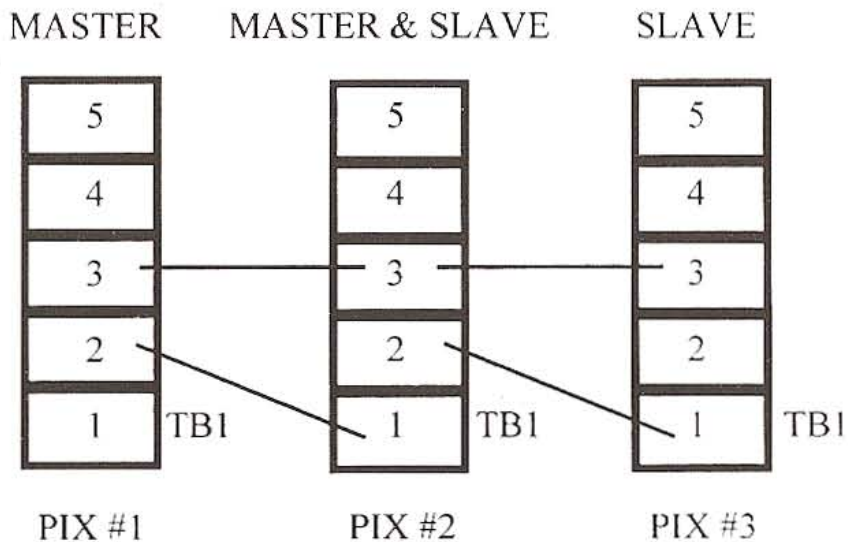 MASTER MASTER & SLAVE SLAVE
5 5 5
4 4 4
3 3 3
2 2 2
1 TB1 1 TB1 1 TB1
PIX #1 PIX #2 PIX #3